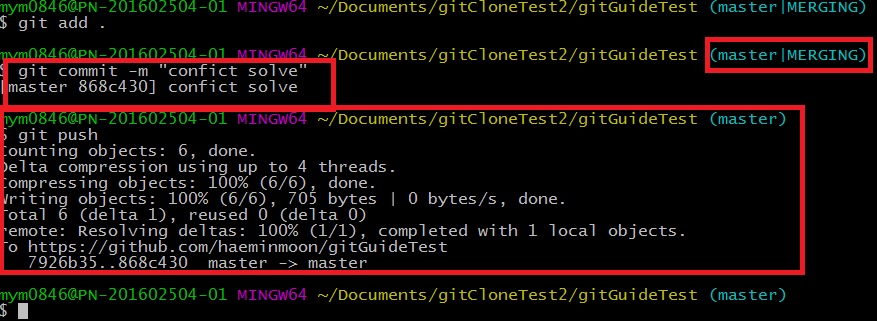 mym0846@PN-201602504-01 MINGW64 ~/Documents/gitCloneTest2/gitGuideTest (master|MERGING)
$ git add .
mym0846@PN-201602504-01 MINGW64 ~/Documents/gitCloneTest2/gitGuideTest (master|MERGING)
$ git commit -m "confict solve"
[master 868c430] confict solve
mym0846@PN-201602504-01 MINGW64 ~/Documents/gitCloneTest2/gitGuideTest (master)
$ git push
Counting objects: 6, done.
Delta compression using up to 4 threads.
Compressing objects: 100% (6/6), done.
Writing objects: 100% (6/6), 705 bytes | 0 bytes/s, done.
Total 6 (delta 1), reused 0 (delta 0)
remote: Resolving deltas: 100% (1/1), completed with 1 local objects.
To https://github.com/haeminmoon/gitGuideTest
7926b35..868c430  master -> master
mym0846@PN-201602504-01 MINGW64 ~/Documents/gitCloneTest2/gitGuideTest (master)
$